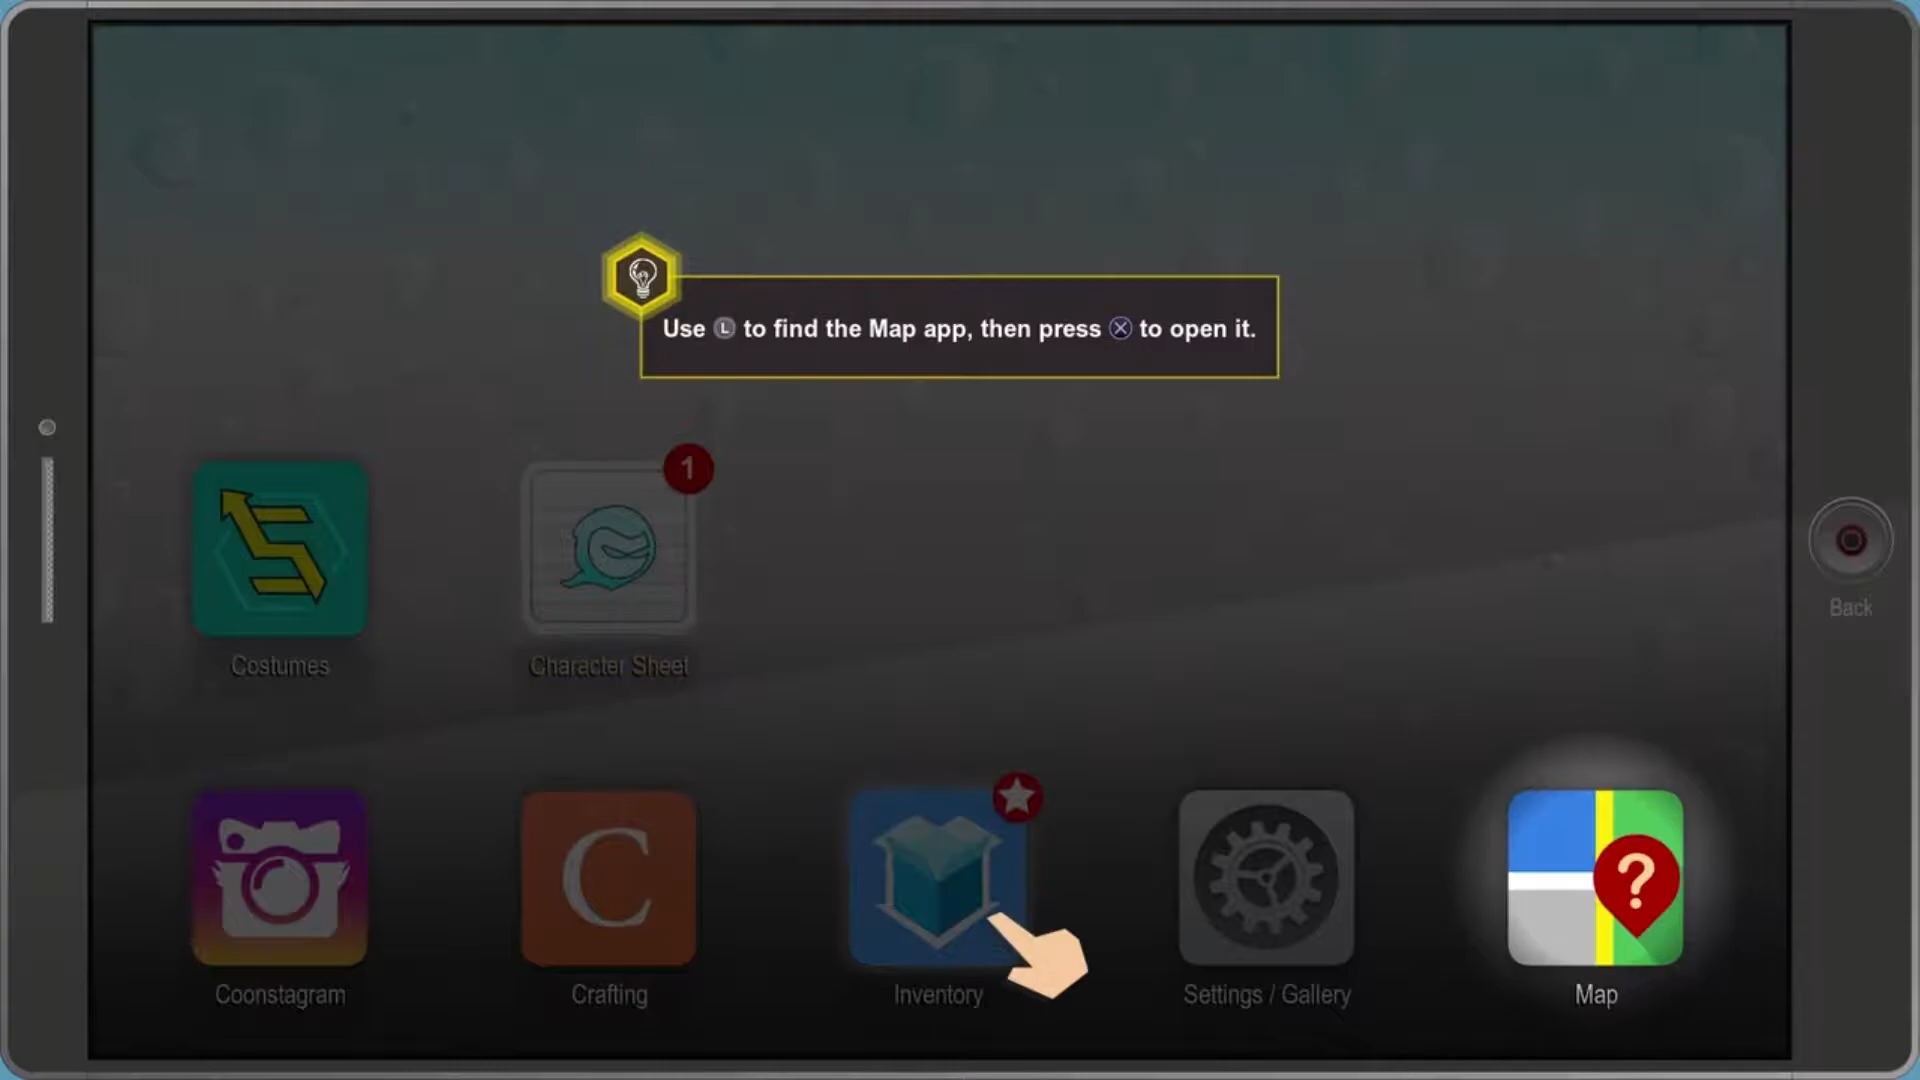 Use L to find the Map app, then press X to open it.
1
Costumes
Character Sheet
Back
C
?
Coonstagram
Crafting
Inventory
Settings / Gallery
Map